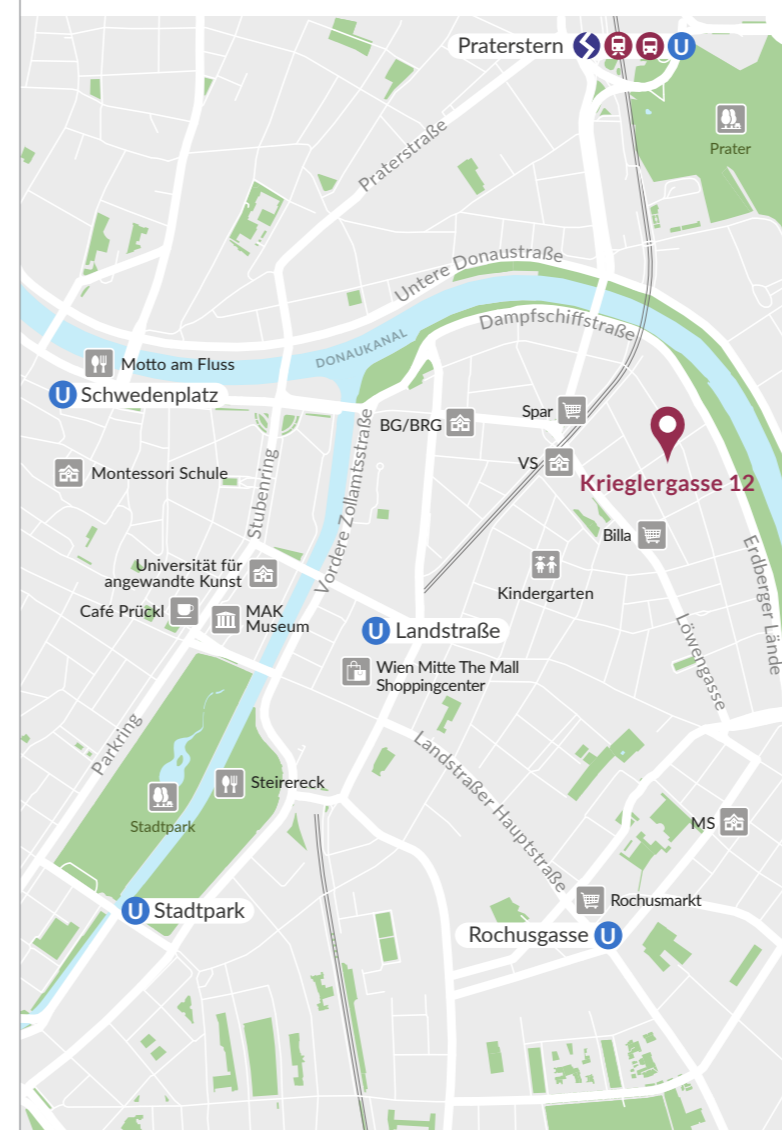 Praterstern
U
Prater
Praterstraße
Untere Donaustraße
Dampfschiffstraße
DONAUKANAL
Motto am Fluss
U Schwedenplatz
Spar
BG/BRG
VS
Krieglergasse 12
Montessori Schule
Stubenring
Vordere Zollamtsstraße
Billa
Erdberger Lände
Universität für
angewandte Kunst
Kindergarten
Café Prückl
MAK
Museum
U Landstraße
Löwengasse
Wien Mitte The Mall
Shoppingcenter
Parkring
Landstraßer Hauptstraße
Steirereck
Stadtpark
MS
Rochusmarkt
U Stadtpark
Rochusgasse U